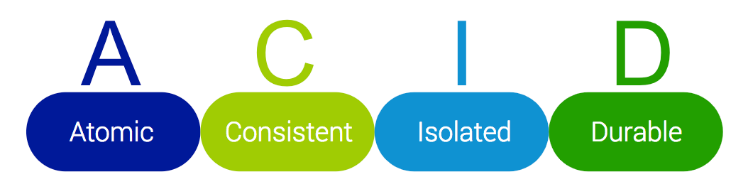 A C I D
Atomic Consistent Isolated Durable